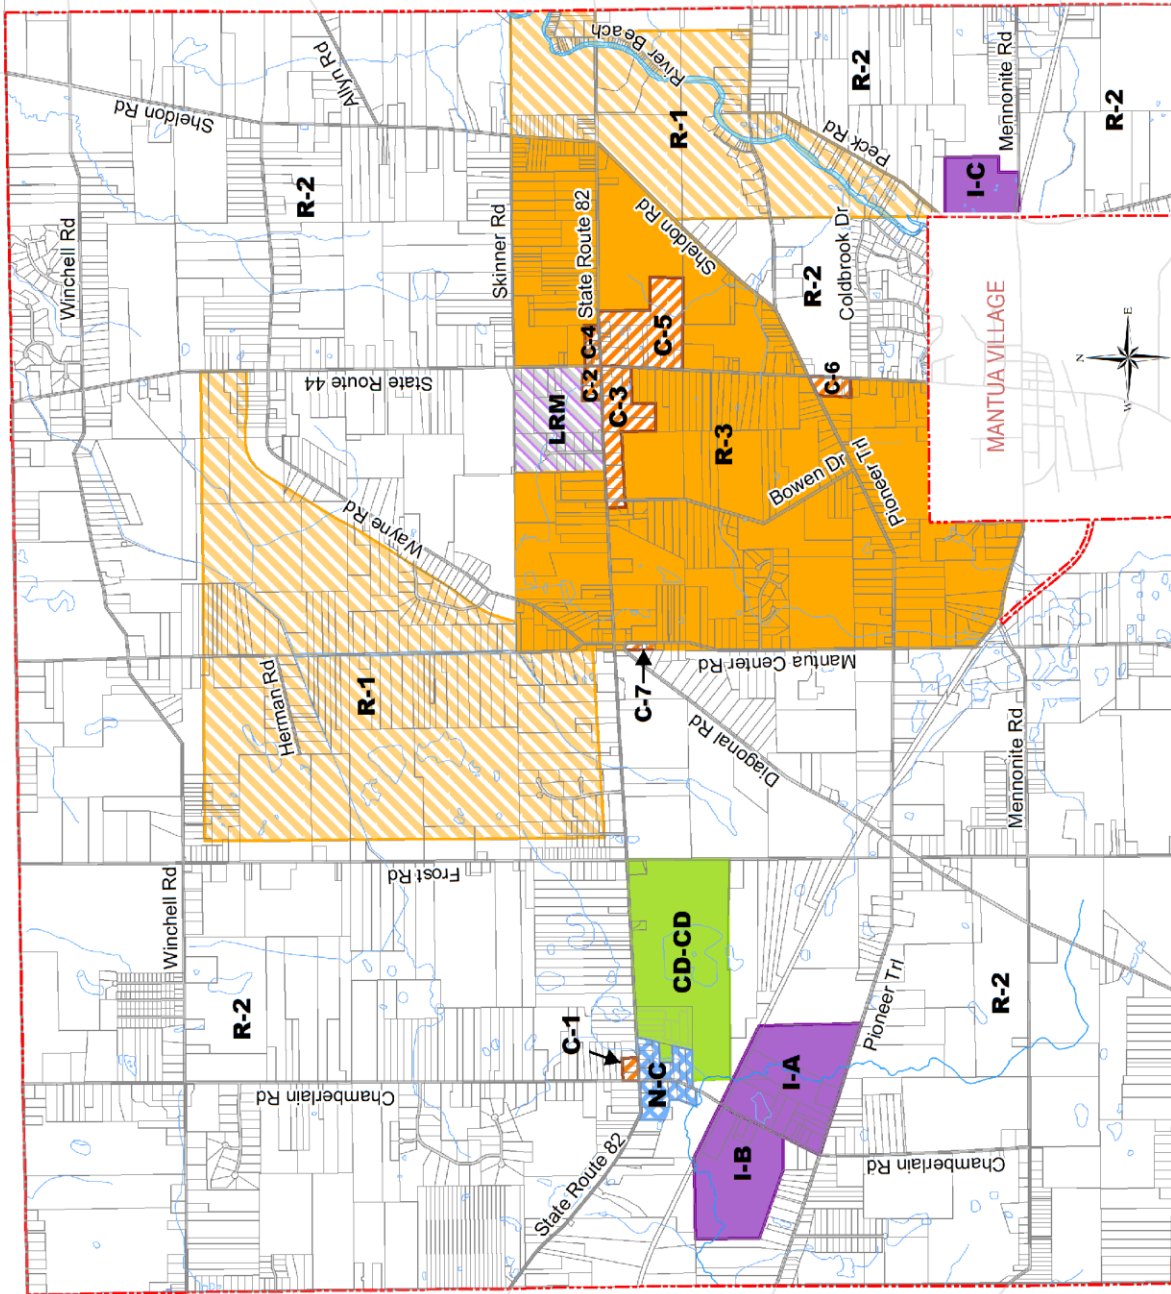 Allyn Rd
Sheldon Rd
River Beach
R-2
Mennonite Rd
R-1
Peck Rd
R-2
I-C
Winchell Rd
R-2
Skinner Rd
State Route 82
Sheldon Rd
R-2
Coldbrook Dr
State Route 44
C-4
C-2
C-5
C-3
LRM
C-6
MANTUA VILLAGE
N
E
W
R-3
Bowen Dr
Pioneer Trl
Wayne Rd
Herman Rd
R-1
C-7
Mantua Center Rd
Diagonal Rd
Mennonite Rd
Winchell Rd
Frost Rd
CD-CD
R-2
Pioneer Trl
R-2
C-1
N-C
I-A
Chamberlain Rd
State Route 82
I-B
Chamberlain Rd